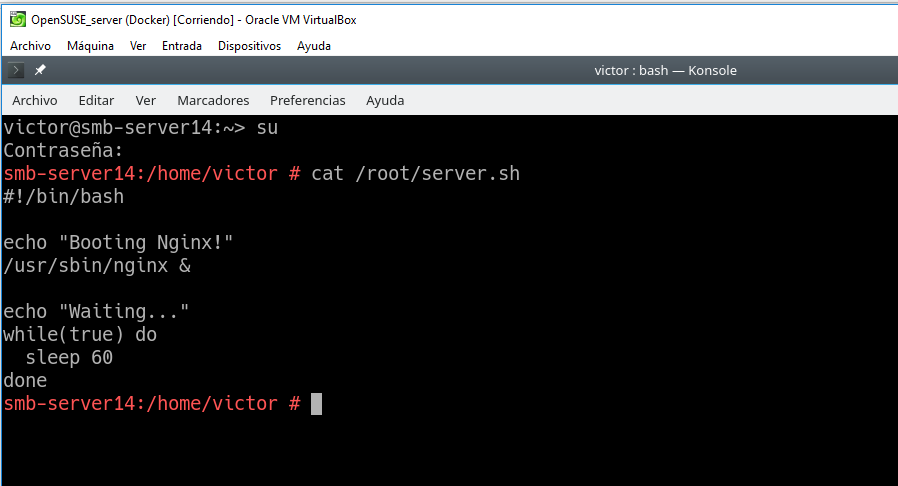 OpenSUSE_server (Docker) [Corriendo] - Oracle VM VirtualBox
Archivo Máquina Ver Entrada Dispositivos Ayuda
victor : bash — Konsole
Archivo Editar Ver Marcadores Preferencias Ayuda
victor@smb-server14:~> su
Contraseña:
smb-server14:/home/victor # cat /root/server.sh
#!/bin/bash
echo "Booting Nginx!"
/usr/sbin/nginx &
echo "Waiting..."
while(true) do
  sleep 60
done
smb-server14:/home/victor #